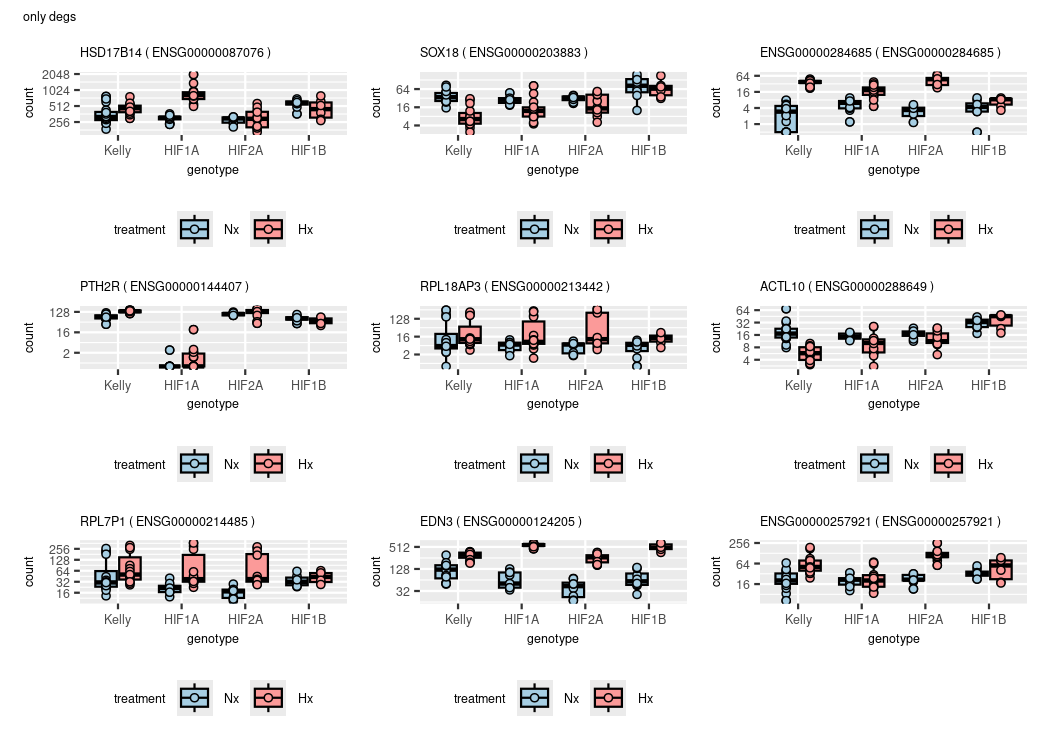 only degs
HSD17B14 ( ENSG00000087076 )
count
2048
1024
512
256
Kelly HIF1A HIF2A HIF1B
genotype
treatment Nx Hx
SOX18 ( ENSG00000203883 )
count
64
16
4
Kelly HIF1A HIF2A HIF1B
genotype
treatment Nx Hx
ENSG00000284685 ( ENSG00000284685 )
count
64
16
4
1
Kelly HIF1A HIF2A HIF1B
genotype
treatment Nx Hx
PTH2R ( ENSG00000144407 )
count
128
16
2
Kelly HIF1A HIF2A HIF1B
genotype
treatment Nx Hx
RPL18AP3 ( ENSG00000213442 )
count
128
16
2
Kelly HIF1A HIF2A HIF1B
genotype
treatment Nx Hx
ACTL10 ( ENSG00000288649 )
count
64
32
16
8
4
Kelly HIF1A HIF2A HIF1B
genotype
treatment Nx Hx
RPL7P1 ( ENSG00000214485 )
count
256
128
64
32
16
Kelly HIF1A HIF2A HIF1B
genotype
treatment Nx Hx
EDN3 ( ENSG00000124205 )
count
512
128
32
Kelly HIF1A HIF2A HIF1B
genotype
treatment Nx Hx
ENSG00000257921 ( ENSG00000257921 )
count
256
64
16
Kelly HIF1A HIF2A HIF1B
genotype